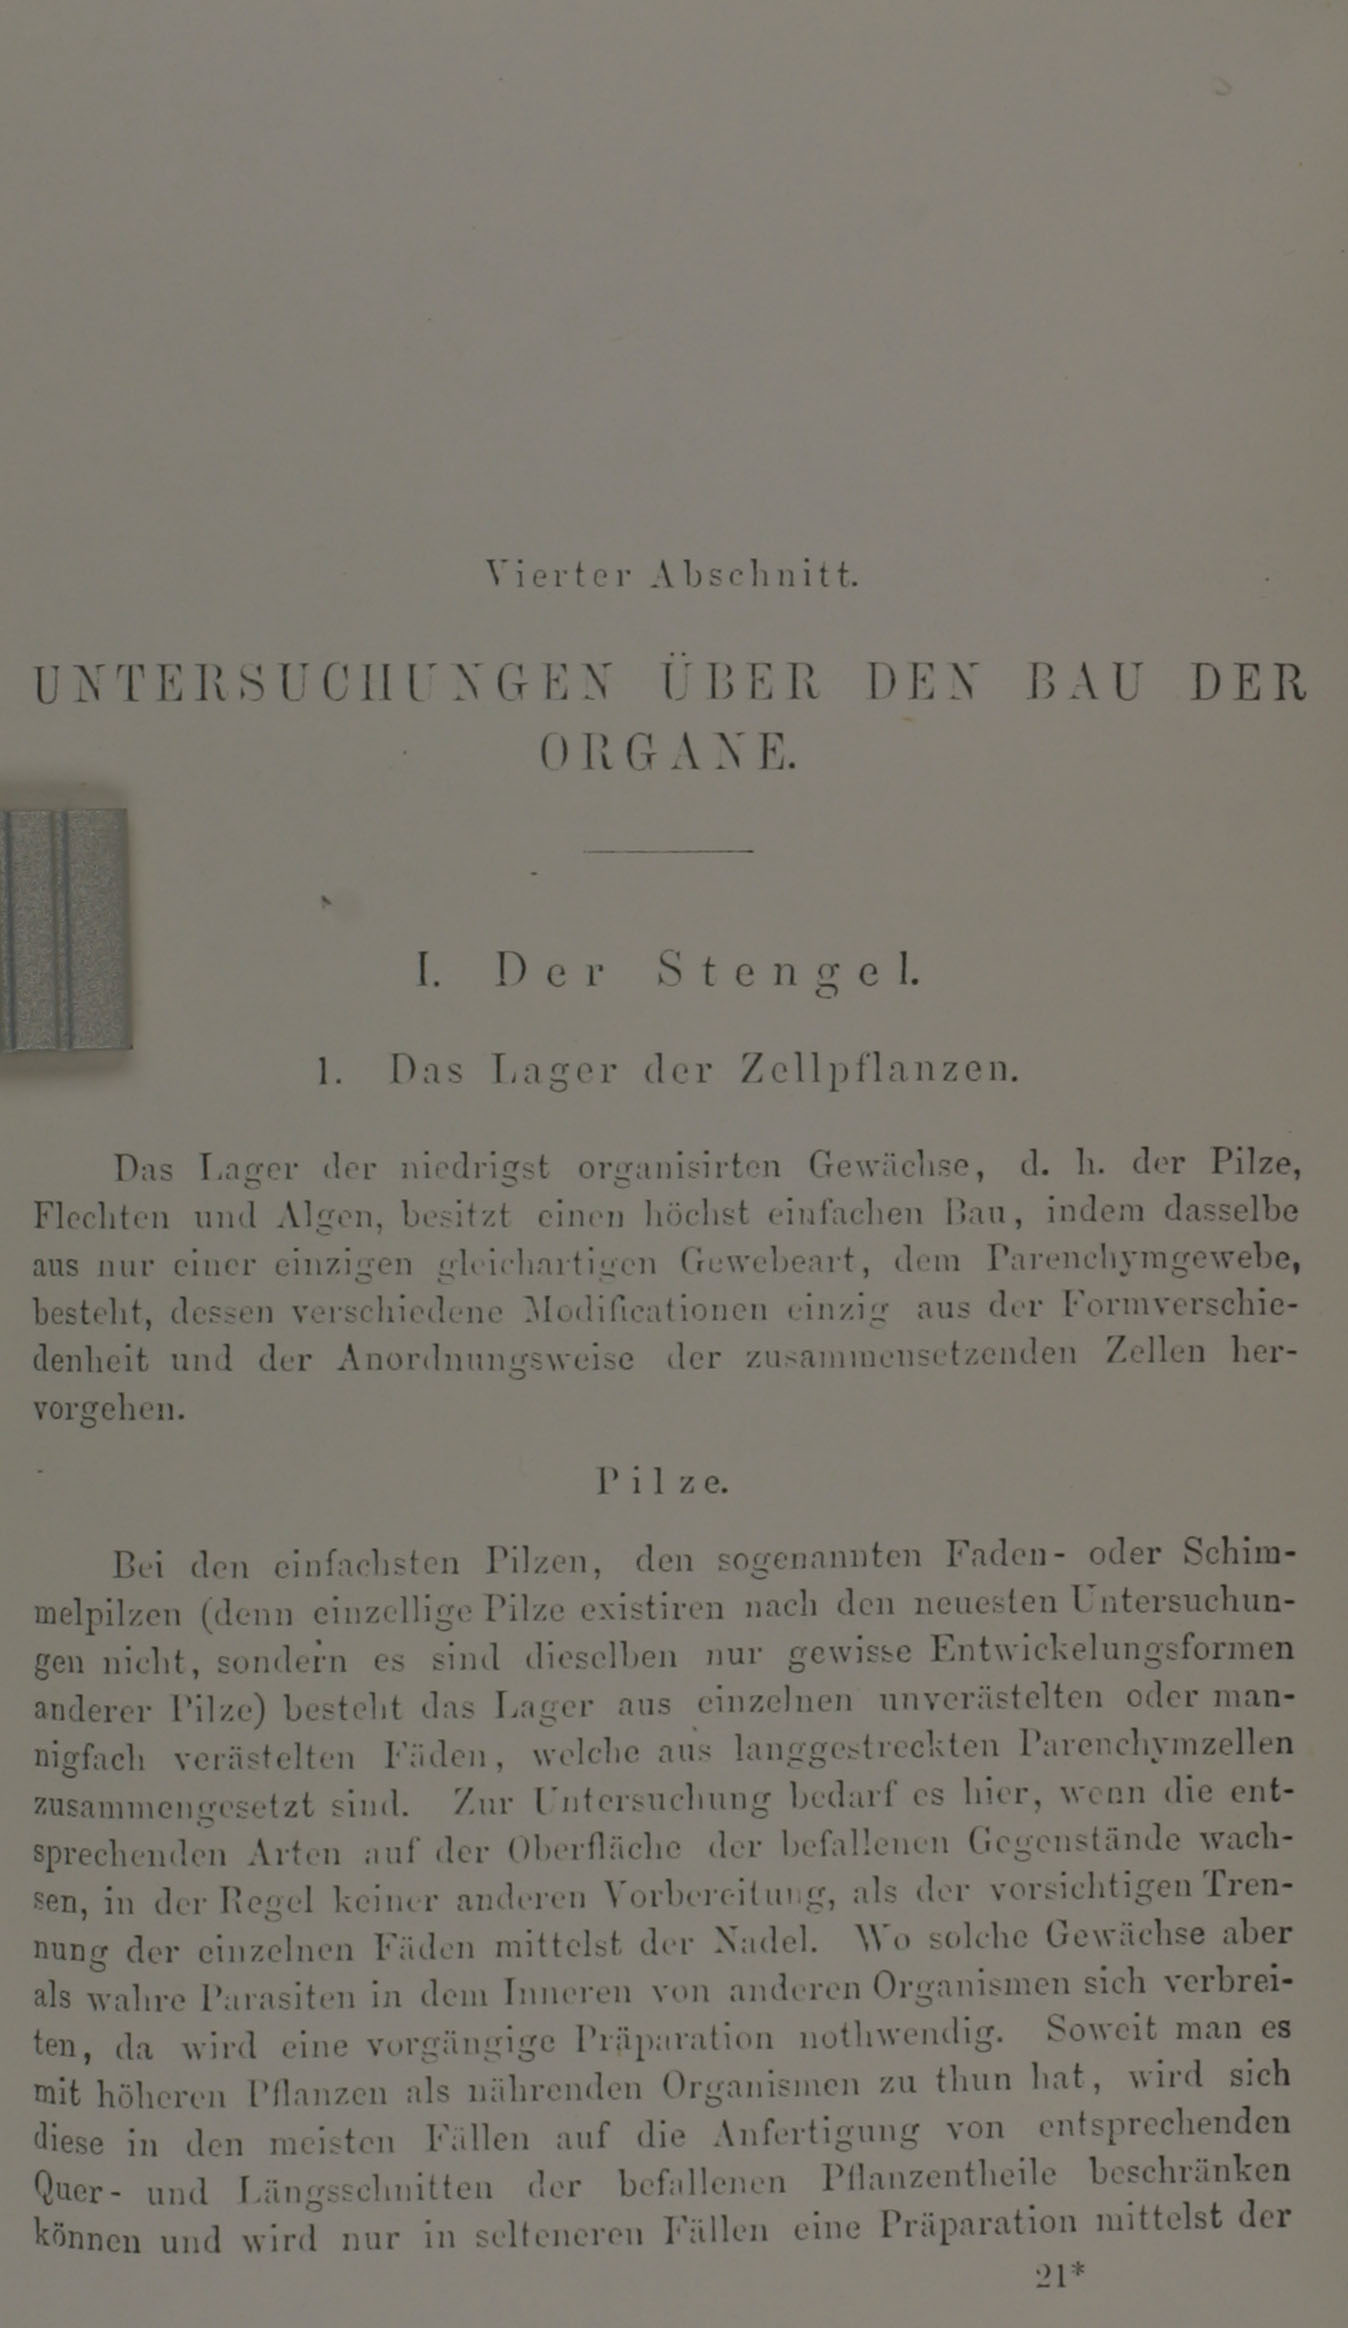 Vierter Abschnitt.
UNTERSUCHUNGEN ÜBER DEN BAU DER
ORGANE.
I. Der Stengel.
1. Das Lager der Zellpflanzen.
Das Lager der niedrigst organisirten Gewächse, d. h. der Pilze,
Flechten und Algen, besitzt einen höchst einfachen Bau, indem dasselbe
aus nur einer einzigen gleichartigen Gewebeart, dem Parenchymgewebe,
besteht, dessen verschiedene Modificationen einzig aus der Formverschie-
denheit und der Anordnungsweise der zusammensetzenden Zellen her-
vorgehen.
Pilze.
Bei den einfachsten Pilzen, den sogenannten Faden- oder Schim-
melpilzen (denn einzellige Pilze existiren nach den neuesten Untersuchun-
gen nicht, sondern es sind dieselben nur gewisse Entwickelungsformen
anderer Pilze) besteht das Lager aus einzelnen unverästelten oder man-
nigfach verästelten Fäden, welche aus langgestreckten Parenchymzellen
zusammengesetzt sind. Zur Untersuchung bedarf es hier, wenn die ent-
sprechenden Arten auf der Oberfläche der befallenen Gegenstände wach-
sen, in der Regel keiner anderen Vorbereitung, als der vorsichtigen Tren-
nung der einzelnen Fäden mittelst der Nadel. Wo solche Gewächse aber
als wahre Parasiten in dem Inneren von anderen Organismen sich verbrei-
ten, da wird eine vorgängige Präparation nothwendig. Soweit man es
mit höheren Pflanzen als nährenden Organismen zu thun hat, wird sich
diese in den meisten Fällen auf die Anfertigung von entsprechenden
Quer- und Längsschnitten der befallenen Pflanzentheile beschränken
können und wird nur in selteneren Fällen eine Präparation mittelst der
21*